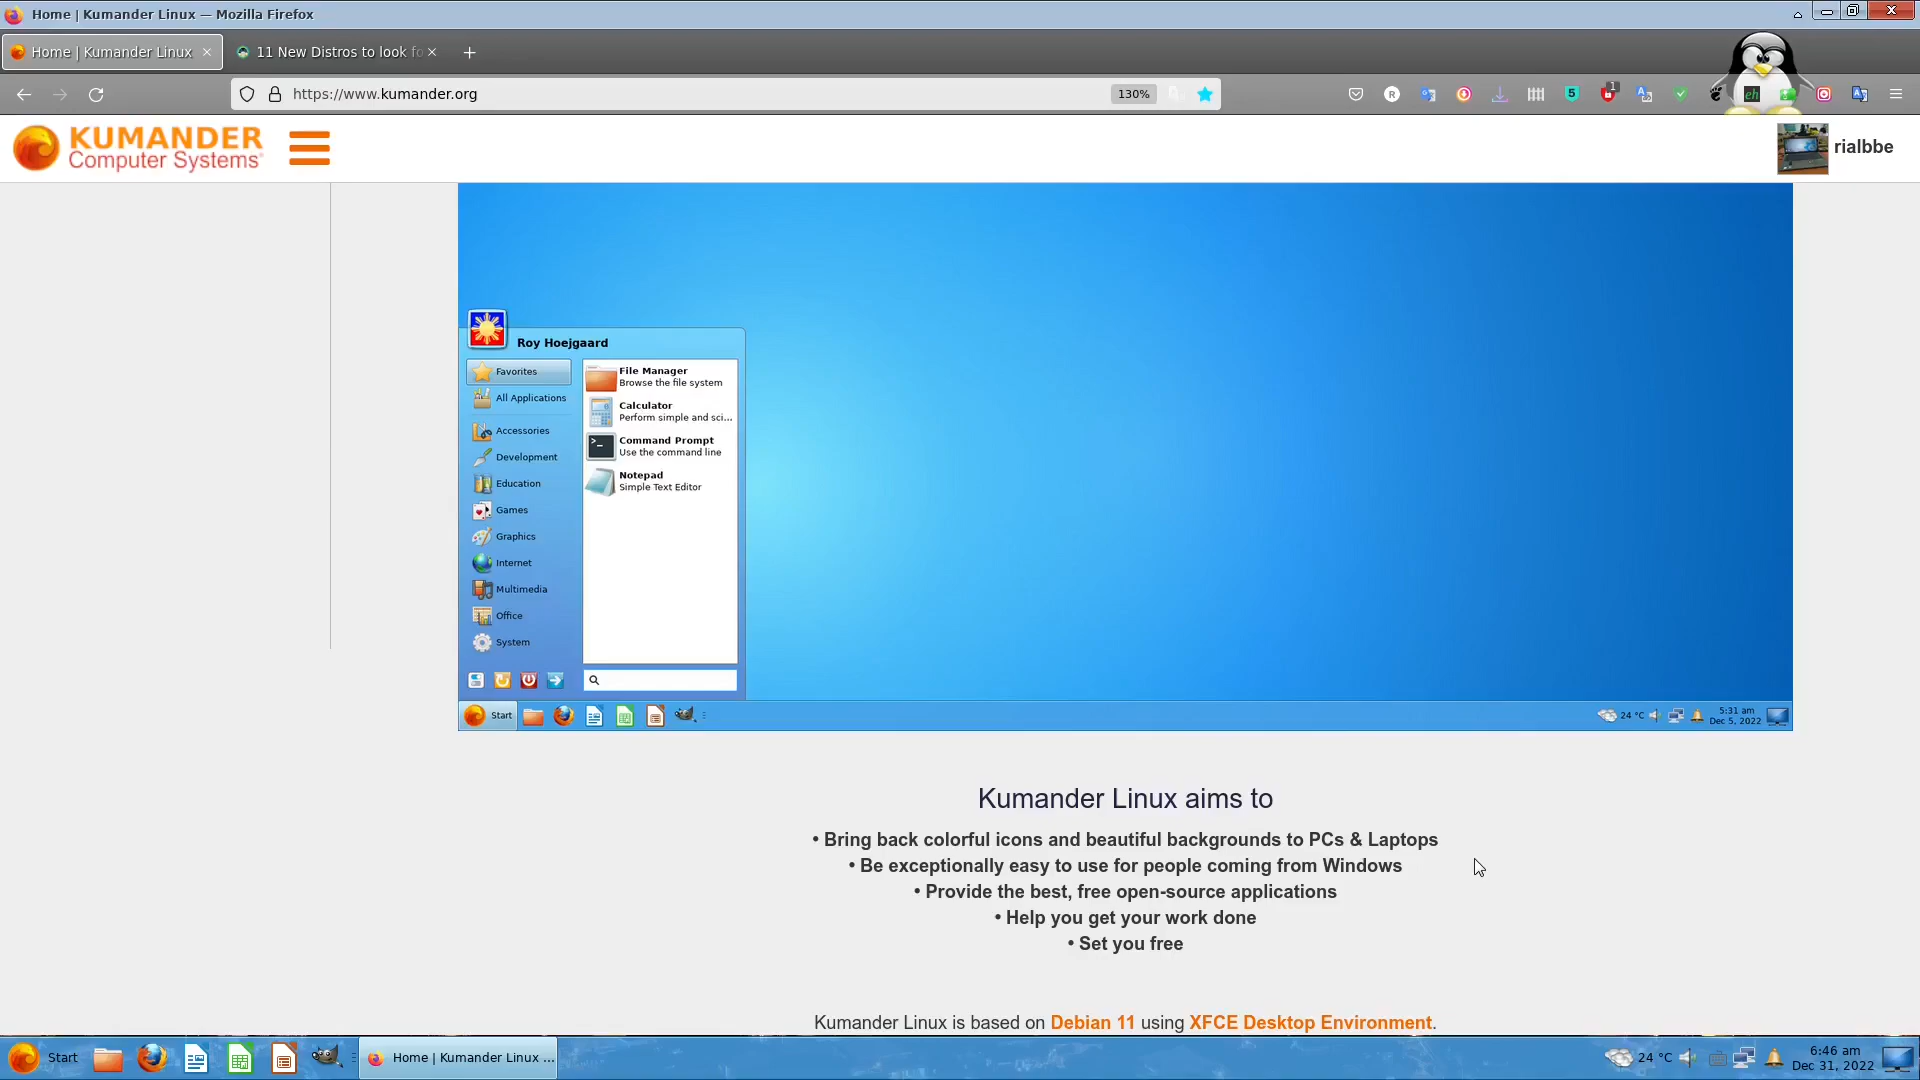 Home | Kumander Linux — Mozilla Firefox
Home | Kumander Linux
11 New Distros to look fo
https://www.kumander.org
130%
R
5
1
eh
KUMANDER
Computer Systems
rialbbe
Roy Hoejgaard
Favorites
All Applications
Accessories
Development
Education
Games
Graphics
Internet
Multimedia
Office
System
File Manager
Browse the file system
Calculator
Perform simple and sci...
Command Prompt
Use the command line
Notepad
Simple Text Editor
Start
24 °C
5:31 am
Dec 5, 2022
Kumander Linux aims to
• Bring back colorful icons and beautiful backgrounds to PCs & Laptops
• Be exceptionally easy to use for people coming from Windows
• Provide the best, free open-source applications
• Help you get your work done
• Set you free
Kumander Linux is based on Debian 11 using XFCE Desktop Environment.
Start
Home | Kumander Linux ...
24 °C
6:46 am
Dec 31, 2022